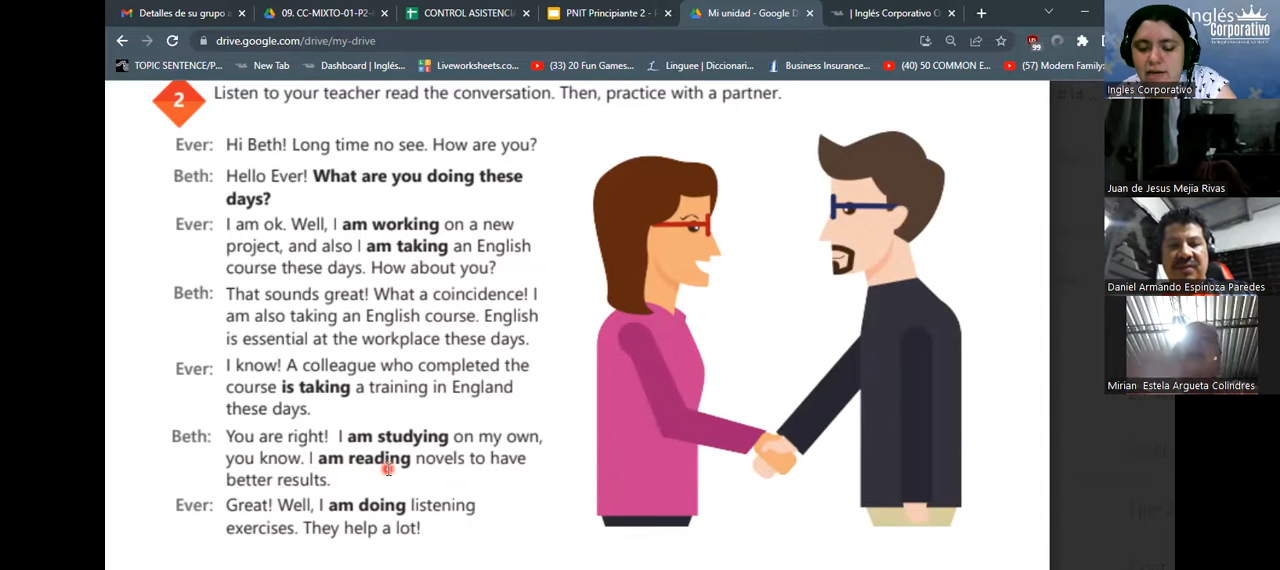 Detalles de su grupo a
09. CC-MIXTO-01-P2-
CONTROL ASISTENCI
PNIT Principiante 2 - F
Mi unidad - Google D
| Inglés Corporativo O
drive.google.com/drive/my-drive
99
TOPIC SENTENCE/P...
New Tab
Dashboard | Inglés...
Liveworksheets.co...
(33) 20 Fun Games...
Linguee | Diccionari...
Business Insurance...
(40) 50 COMMON E...
(57) Modern Family:
Inglés
Corporativo
Ingles Corporativo
Juan de Jesus Mejia Rivas
Daniel Armando Espinoza Paredes
Mirian Estela Argueta Colindres
2
Listen to your teacher read the conversation. Then, practice with a partner.
Ever: Hi Beth! Long time no see. How are you?
Beth: Hello Ever! What are you doing these
days?
Ever: I am ok. Well, I am working on a new
project, and also I am taking an English
course these days. How about you?
Beth: That sounds great! What a coincidence! I
am also taking an English course. English
is essential at the workplace these days.
Ever: I know! A colleague who completed the
course is taking a training in England
these days.
Beth: You are right! I am studying on my own,
you know. I am reading novels to have
better results.
Ever: Great! Well, I am doing listening
exercises. They help a lot!